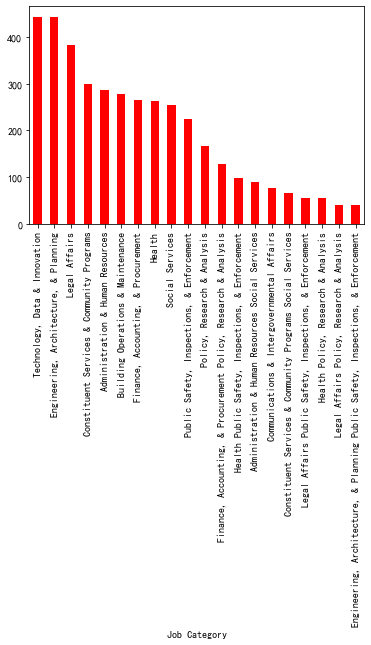 400
300
200
100
0
Technology, Data & Innovation
Engineering, Architecture, & Planning
Legal Affairs
Constituent Services & Community Programs
Administration & Human Resources
Building Operations & Maintenance
Finance, Accounting, & Procurement
Health
Social Services
Public Safety, Inspections, & Enforcement
Policy, Research & Analysis
Finance, Accounting, & Procurement Policy, Research & Analysis
Health Public Safety, Inspections, & Enforcement
Administration & Human Resources Social Services
Communications & Intergovernmental Affairs
Constituent Services & Community Programs Social Services
Legal Affairs Public Safety, Inspections, & Enforcement
Health Policy, Research & Analysis
Legal Affairs Policy, Research & Analysis
Engineering, Architecture, & Planning Public Safety, Inspections, & Enforcement
Job Category